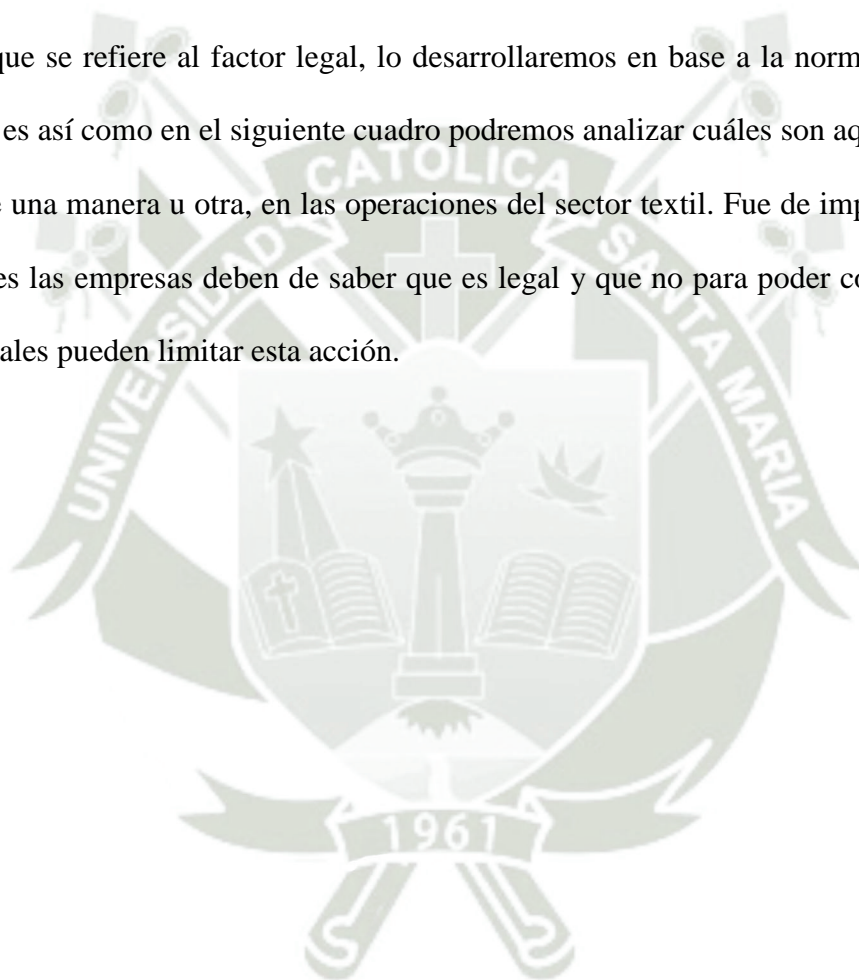 que se refiere al factor legal, lo desarrollaremos en base a la norm
es así como en el siguiente cuadro podremos analizar cuáles son aq
e una manera u otra, en las operaciones del sector textil. Fue de imp
es las empresas deben de saber que es legal y que no para poder co
ales pueden limitar esta acción.
UNIVERSIDAD CATOLICA SANTA MARIA
1961